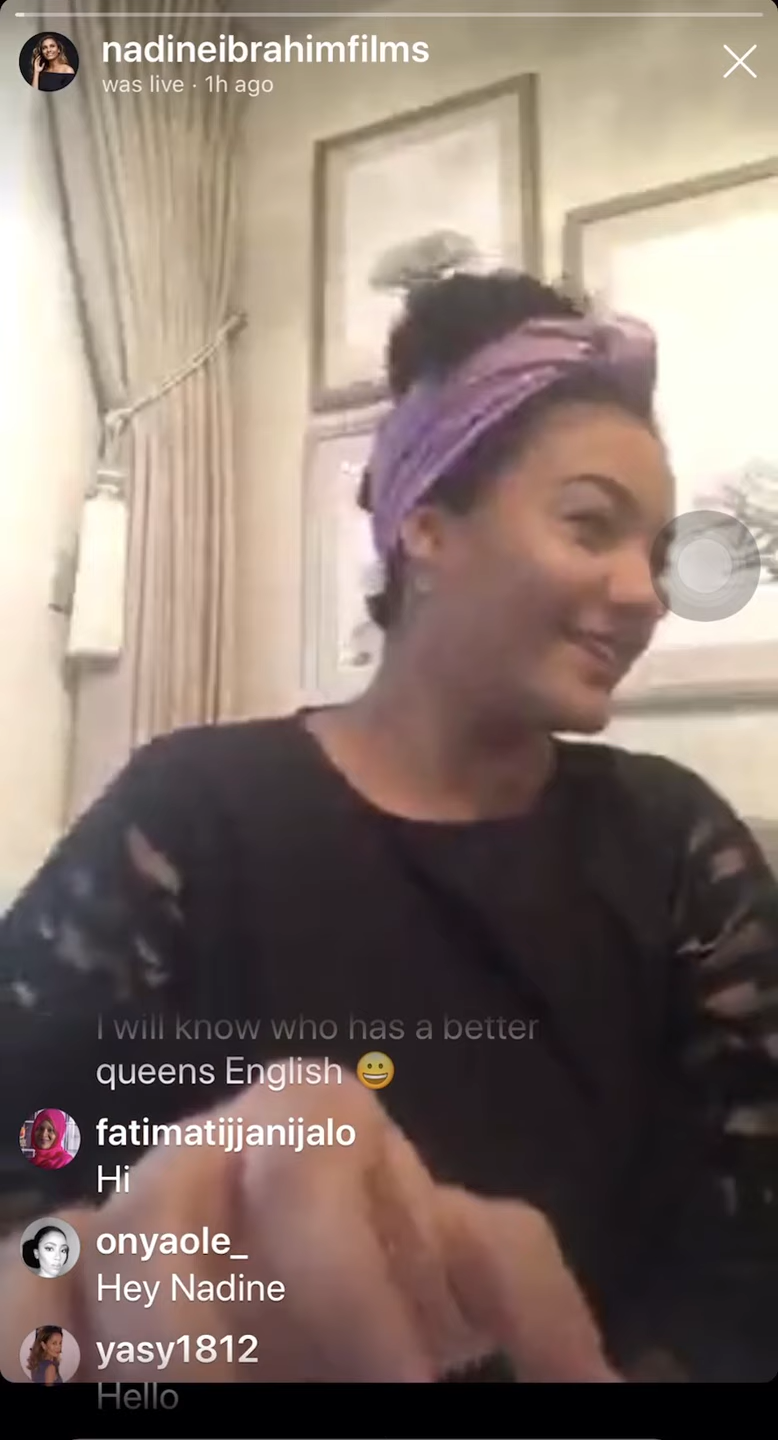 nadineibrahimfilms
was live · 1h ago
I will know who has a better
queens English 😀
fatimatijjanijalo
Hi
onyaole_
Hey Nadine
yasy1812
Hello